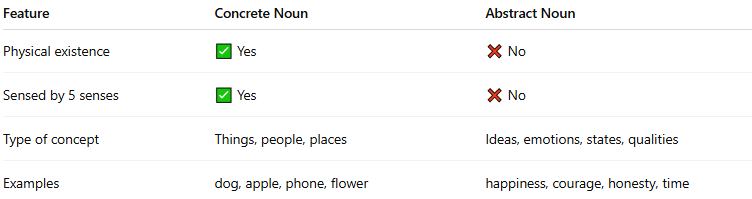 Feature Concrete Noun Abstract Noun
Physical existence ✅ Yes ❌ No
Sensed by 5 senses ✅ Yes ❌ No
Type of concept Things, people, places Ideas, emotions, states, qualities
Examples dog, apple, phone, flower happiness, courage, honesty, time